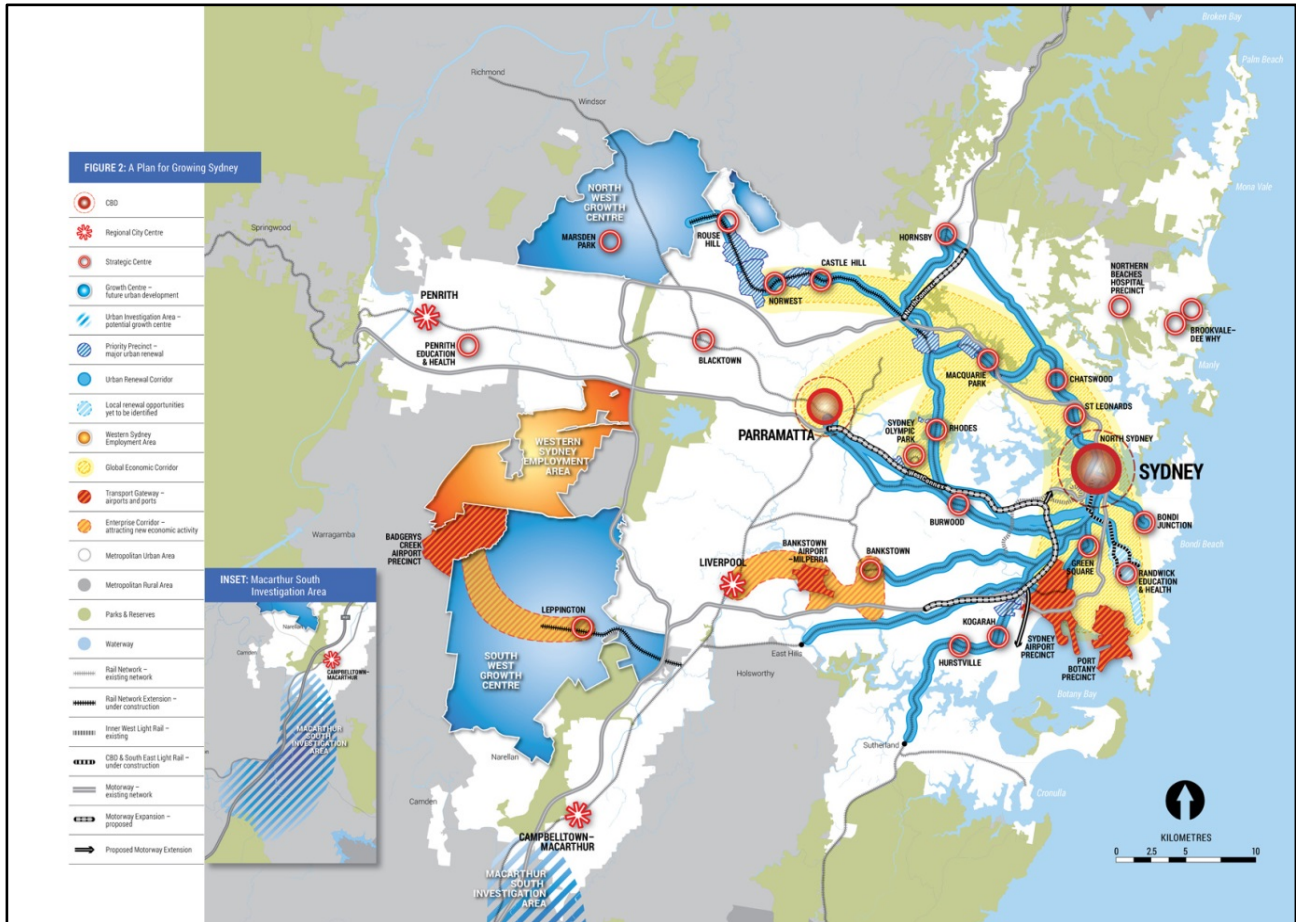 FIGURE 2: A Plan for Growing Sydney
CBD
Regional City Centre
Strategic Centre
Growth Centre –
future urban development
Urban Investigation Area –
potential growth centre
Priority Precinct –
major urban renewal
Urban Renewal Corridor
Local renewal opportunities
yet to be identified
Western Sydney
Employment Area
Global Economic Corridor
Transport Gateway –
airports and ports
Enterprise Corridor –
attracting new economic activity
Metropolitan Urban Area
Metropolitan Rural Area
Parks & Reserves
Waterway
Rail Network –
existing network
Rail Network Extension –
under construction
Inner West Light Rail –
existing
CBD & South East Light Rail –
under construction
Motorway –
existing network
Motorway Expansion –
proposed
Proposed Motorway Extension
INSET: Macarthur South
Investigation Area
Narellan
Camden
CAMPBELLTOWN–
MACARTHUR
MACARTHUR
SOUTH
INVESTIGATION
AREA
Broken Bay
Palm Beach
Richmond
Windsor
Mona Vale
NORTH
WEST
GROWTH
CENTRE
MARSDEN
PARK
ROUSE
HILL
Springwood
HORNSBY
CASTLE HILL
NORWEST
NorthConnex
NORTHERN
BEACHES
HOSPITAL
PRECINCT
BROOKVALE–
DEE WHY
PENRITH
PENRITH
EDUCATION
& HEALTH
BLACKTOWN
MACQUARIE
PARK
CHATSWOOD
Manly
ST LEONARDS
PARRAMATTA
SYDNEY
OLYMPIC
PARK
RHODES
NORTH SYDNEY
SYDNEY
WESTERN
SYDNEY
EMPLOYMENT
AREA
WestConnex
BURWOOD
BONDI
JUNCTION
Bondi Beach
Warragamba
BADGERYS
CREEK
AIRPORT
PRECINCT
LIVERPOOL
BANKSTOWN
AIRPORT
–MILPERRA
BANKSTOWN
GREEN
SQUARE
RANDWICK
EDUCATION
& HEALTH
LEPPINGTON
KOGARAH
HURSTVILLE
SYDNEY
AIRPORT
PRECINCT
PORT
BOTANY
PRECINCT
East Hills
Holsworthy
SOUTH WEST
GROWTH
CENTRE
Botany Bay
Sutherland
Cronulla
Narellan
Camden
CAMPBELLTOWN–
MACARTHUR
MACARTHUR
SOUTH
INVESTIGATION
AREA
KILOMETRES
0 2.5 5 10